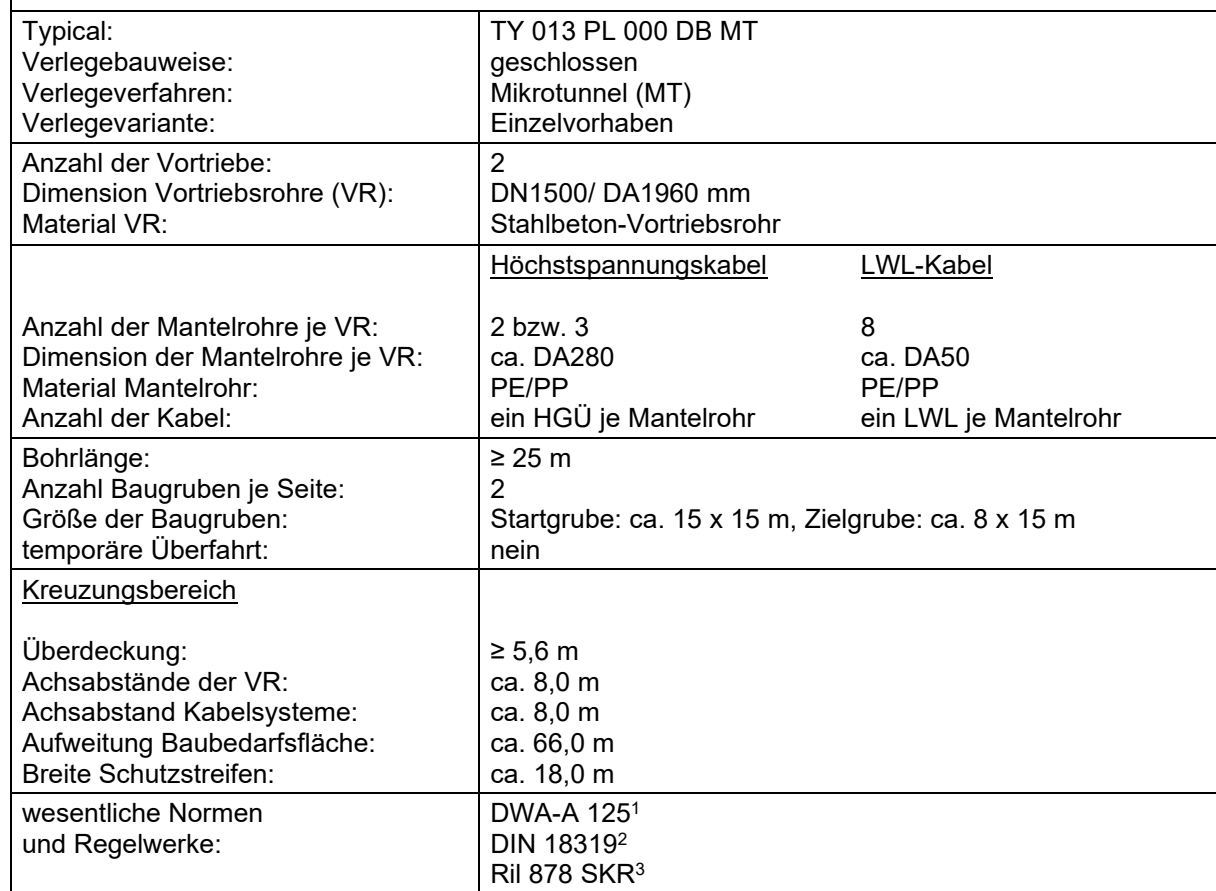 Typical: TY 013 PL 000 DB MT
Verlegebauweise: geschlossen
Verlegeverfahren: Mikrotunnel (MT)
Verlegevariante: Einzelvorhaben
Anzahl der Vortriebe: 2
Dimension Vortriebsrohre (VR): DN1500/ DA1960 mm
Material VR: Stahlbeton-Vortriebsrohr
Höchstspannungskabel LWL-Kabel
Anzahl der Mantelrohre je VR: 2 bzw. 3 8
Dimension der Mantelrohre je VR: ca. DA280 ca. DA50
Material Mantelrohr: PE/PP PE/PP
Anzahl der Kabel: ein HGÜ je Mantelrohr ein LWL je Mantelrohr
Bohrlänge: ≥ 25 m
Anzahl Baugruben je Seite: 2
Größe der Baugruben: Startgrube: ca. 15 x 15 m, Zielgrube: ca. 8 x 15 m
temporäre Überfahrt: nein
Kreuzungsbereich
Überdeckung: ≥ 5,6 m
Achsabstände der VR: ca. 8,0 m
Achsabstand Kabelsysteme: ca. 8,0 m
Aufweitung Baubedarfsfläche: ca. 66,0 m
Breite Schutzstreifen: ca. 18,0 m
wesentliche Normen DWA-A 125¹
und Regelwerke: DIN 18319²
Ril 878 SKR³